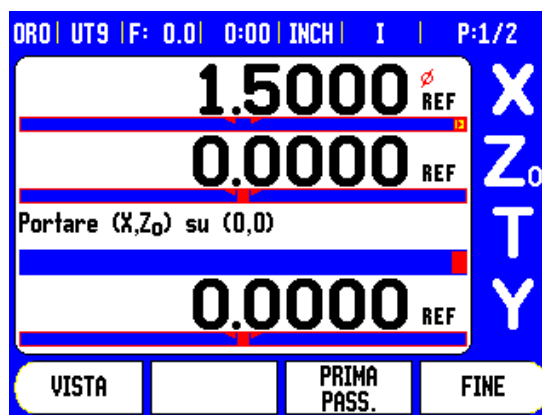 ORO| UT9 |F: 0.0| 0:00| INCH| I | P:1/2
1.5000 Ø REF X
0.0000 REF Z₀
Portare (X,Z₀) su (0,0) T
0.0000 REF Y
VISTA PRIMA PASS. FINE